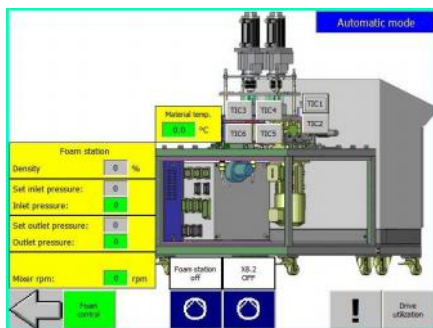 Automatic mode
Material temp.
0,0 °C
TIC3 TIC4 TIC1
TIC6 TIC5 TIC2
Foam station
Density 0 %
Set inlet pressure: 0
Inlet pressure: 0
Set outlet pressure: 0
Outlet pressure: 0
Mixer rpm: 0 rpm
Foam station
off
X8.2
OFF
Foam
control
!
Drive
utilization